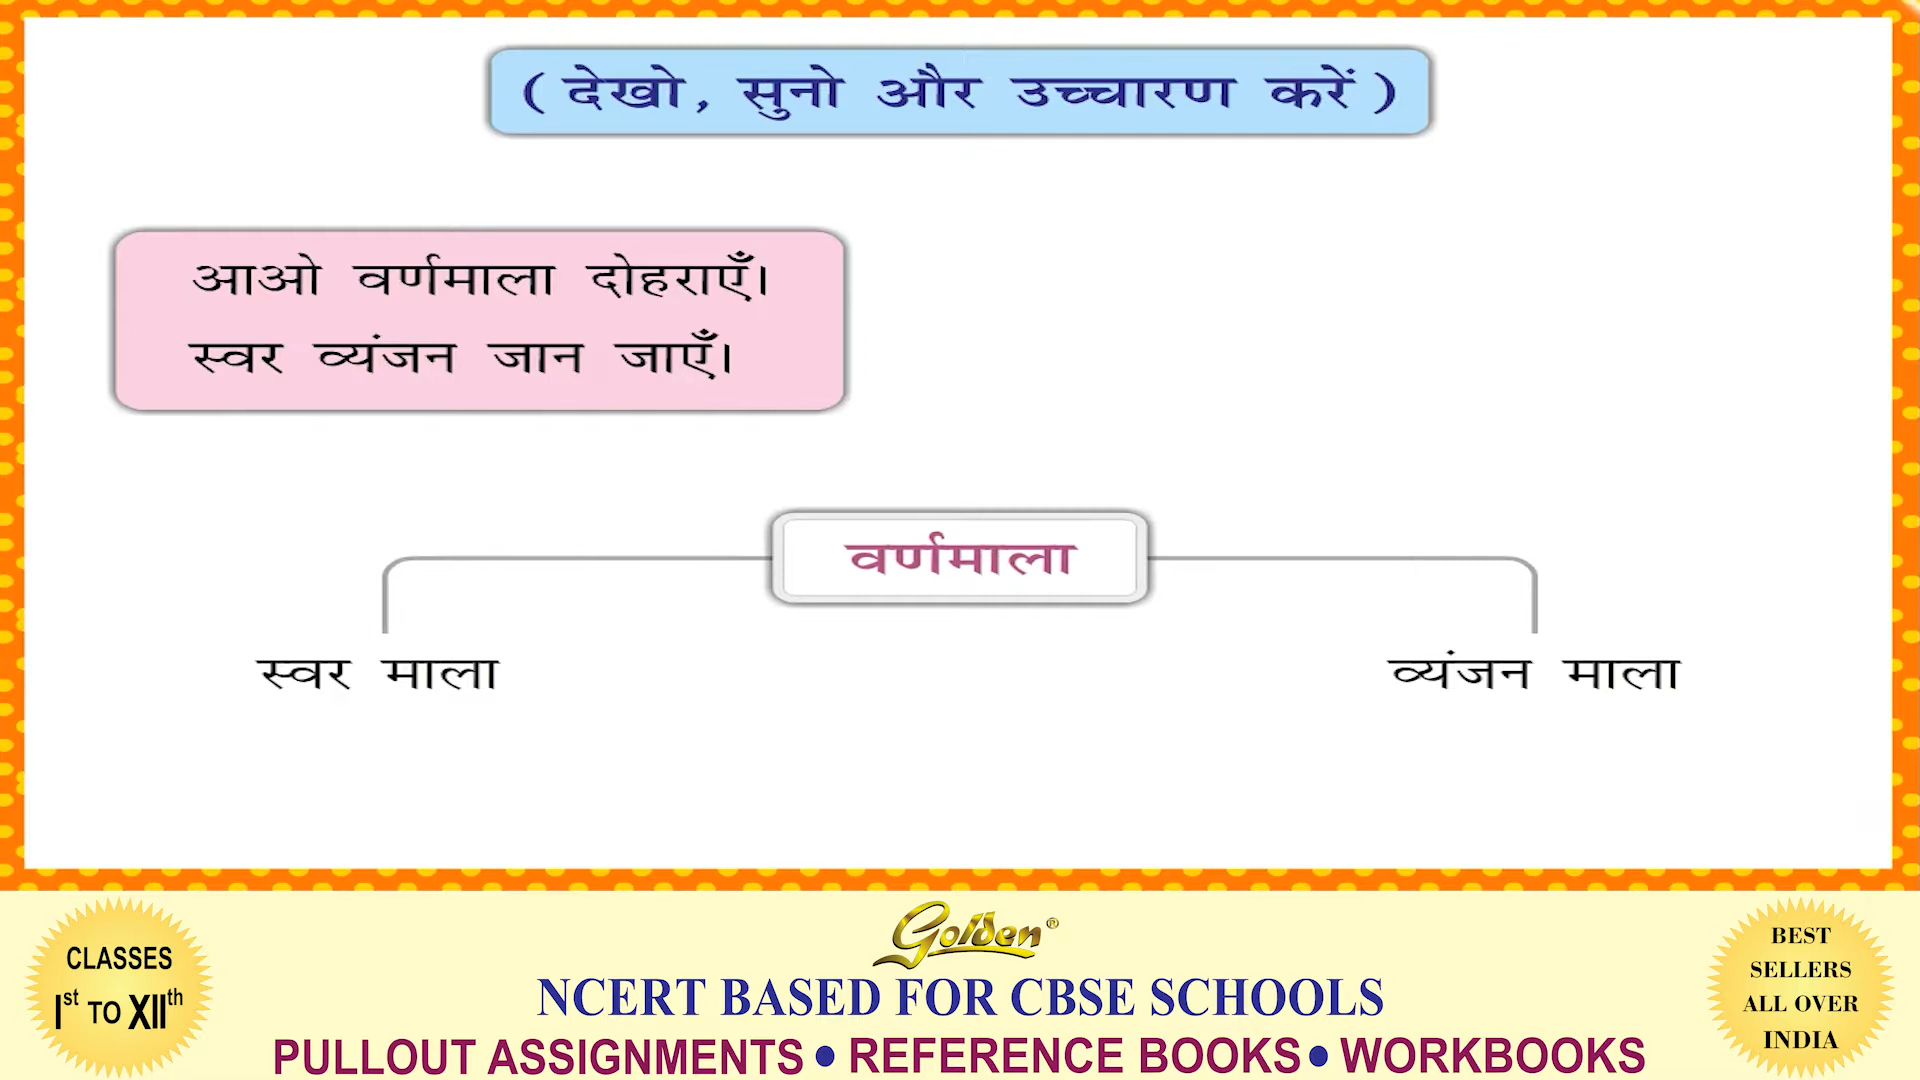 ( देखो, सुनो और उच्चारण करें )
आओ वर्णमाला दोहराएँ।
स्वर व्यंजन जान जाएँ।
वर्णमाला
स्वर माला
व्यंजन माला
CLASSES
Ist TO XIIth
Golden®
NCERT BASED FOR CBSE SCHOOLS
PULLOUT ASSIGNMENTS • REFERENCE BOOKS • WORKBOOKS
BEST
SELLERS
ALL OVER
INDIA